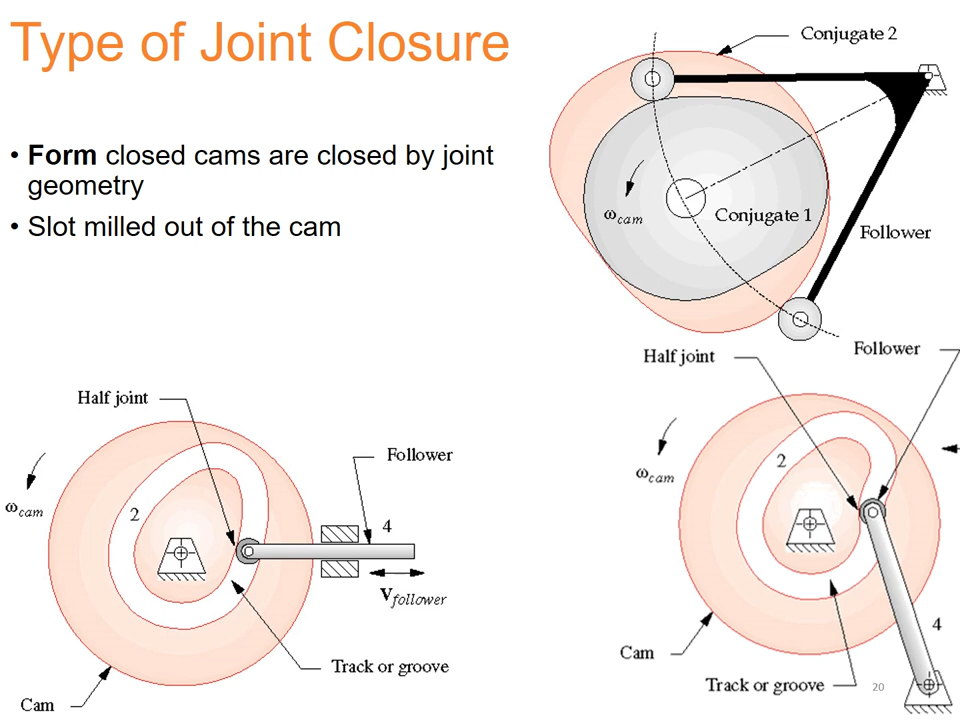 Type of Joint Closure
• Form closed cams are closed by joint
geometry
• Slot milled out of the cam
Conjugate 2
ωcam
Conjugate 1
Follower
Half joint
Follower
ωcam
2
4
Vfollower
Track or groove
Cam
Half joint
Follower
ωcam
2
4
Cam
Track or groove
20